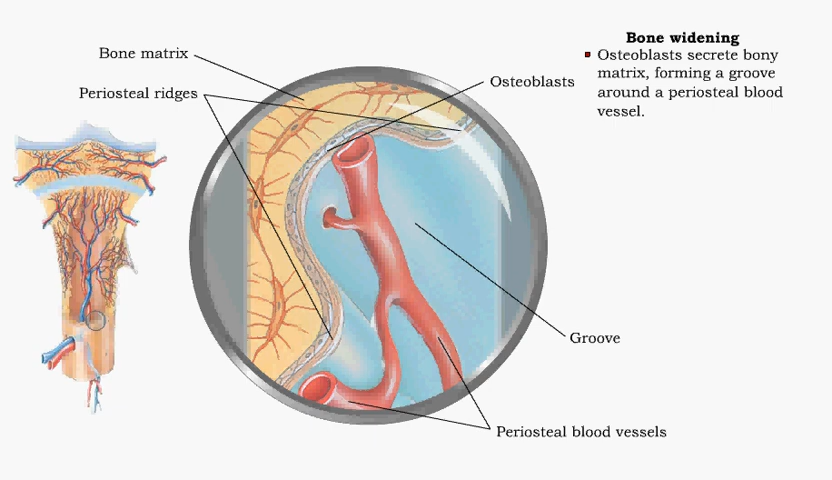 Bone widening
Osteoblasts secrete bony
matrix, forming a groove
around a periosteal blood
vessel.
Bone matrix
Periosteal ridges
Osteoblasts
Groove
Periosteal blood vessels